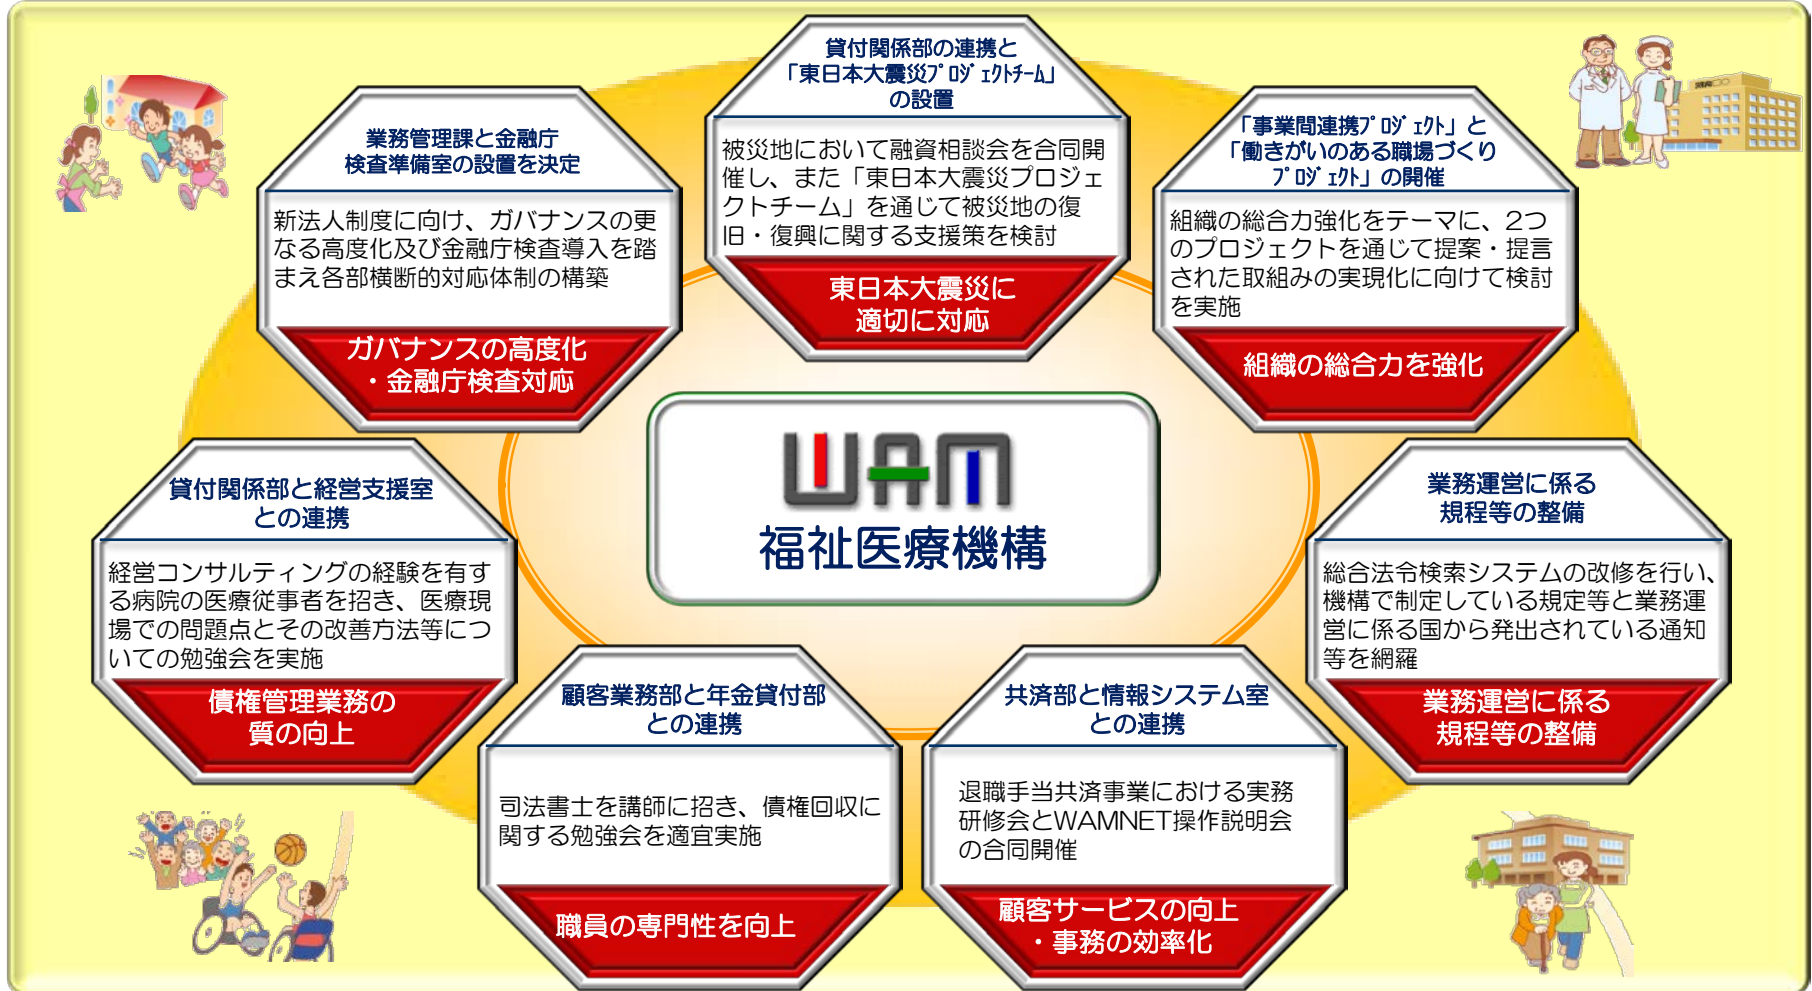 貸付関係部の連携と
「東日本大震災ﾌﾟﾛｼﾞｪｸﾄﾁｰﾑ」
の設置
被災地において融資相談会を合同開
催し、また「東日本大震災プロジェ
クトチーム」を通じて被災地の復
旧・復興に関する支援策を検討
東日本大震災に
適切に対応
業務管理課と金融庁
検査準備室の設置を決定
新法人制度に向け、ガバナンスの更
なる高度化及び金融庁検査導入を踏
まえ各部横断的対応体制の構築
ガバナンスの高度化
・金融庁検査対応
「事業間連携ﾌﾟﾛｼﾞｪｸﾄ」と
「働きがいのある職場づくり
ﾌﾟﾛｼﾞｪｸﾄ」の開催
組織の総合力強化をテーマに、2つ
のプロジェクトを通じて提案・提言
された取組みの実現化に向けて検討
を実施
組織の総合力を強化
WAM
福祉医療機構
貸付関係部と経営支援室
との連携
経営コンサルティングの経験を有す
る病院の医療従事者を招き、医療現
場での問題点とその改善方法等につ
いての勉強会を実施
債権管理業務の
質の向上
業務運営に係る
規程等の整備
総合法令検索システムの改修を行い、
機構で制定している規定等と業務運
営に係る国から発出されている通知
等を網羅
業務運営に係る
規程等の整備
顧客業務部と年金貸付部
との連携
司法書士を講師に招き、債権回収に
関する勉強会を適宜実施
職員の専門性を向上
共済部と情報システム室
との連携
退職手当共済事業における実務
研修会とWAMNET操作説明会
の合同開催
顧客サービスの向上
・事務の効率化